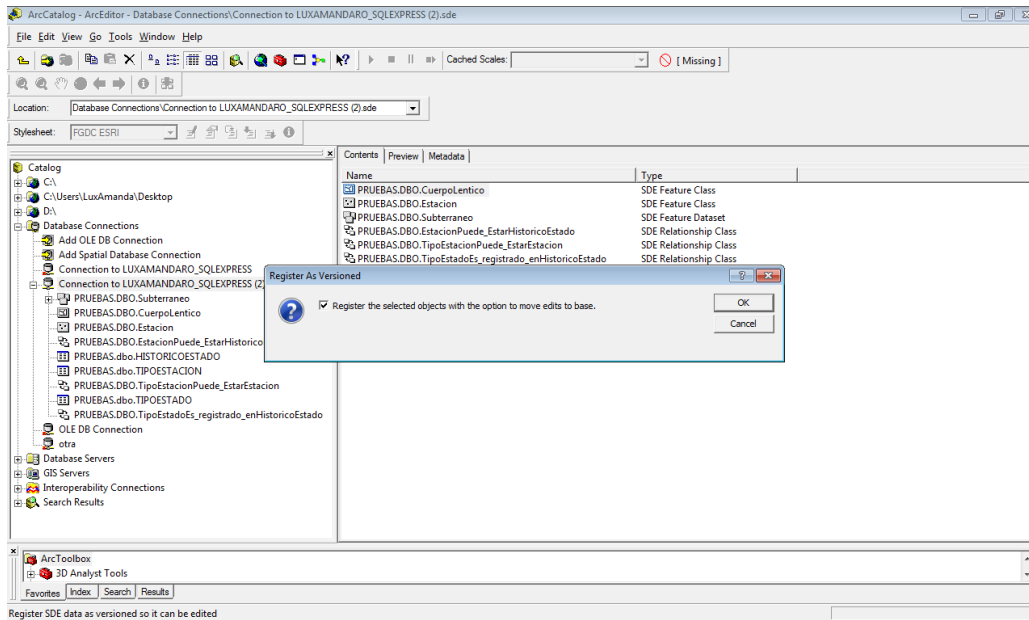 ArcCatalog - ArcEditor - Database Connections\Connection to LUXAMANDARO_SQLEXPRESS (2).sde
File Edit View Go Tools Window Help
Cached Scales: [ Missing ]
Location: Database Connections\Connection to LUXAMANDARO_SQLEXPRESS (2).sde
Stylesheet: FGDC ESRI
Catalog
C:\
C:\Users\LuxAmanda\Desktop
D:\
Database Connections
Add OLE DB Connection
Add Spatial Database Connection
Connection to LUXAMANDARO_SQLEXPRESS
Connection to LUXAMANDARO_SQLEXPRESS (2)
PRUEBAS.DBO.Subterraneo
PRUEBAS.DBO.CuerpoLentico
PRUEBAS.DBO.Estacion
PRUEBAS.DBO.EstacionPuede_EstarHistorico
PRUEBAS.dbo.HISTORICOESTADO
PRUEBAS.dbo.TIPOESTACION
PRUEBAS.DBO.TipoEstacionPuede_EstarEstacion
PRUEBAS.dbo.TIPOESTADO
PRUEBAS.DBO.TipoEstadoEs_registrado_enHistoricoEstado
OLE DB Connection
otra
Database Servers
GIS Servers
Interoperability Connections
Search Results
Contents Preview Metadata
Name Type
PRUEBAS.DBO.CuerpoLentico SDE Feature Class
PRUEBAS.DBO.Estacion SDE Feature Class
PRUEBAS.DBO.Subterraneo SDE Feature Dataset
PRUEBAS.DBO.EstacionPuede_EstarHistoricoEstado SDE Relationship Class
PRUEBAS.DBO.TipoEstacionPuede_EstarEstacion SDE Relationship Class
PRUEBAS.DBO.TipoEstadoEs_registrado_enHistoricoEstado SDE Relationship Class
Register As Versioned
Register the selected objects with the option to move edits to base.
OK
Cancel
ArcToolbox
3D Analyst Tools
Favorites Index Search Results
Register SDE data as versioned so it can be edited